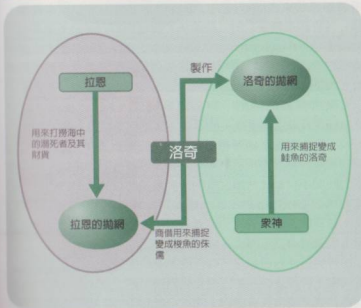 製作
拉恩
洛奇的拋網
用來打撈海中
的溺死者及其
財貨
洛奇
用來捕捉變成
鮭魚的洛奇
拉恩的拋網
商借用來捕捉
變成梭魚的侏
儒
眾神